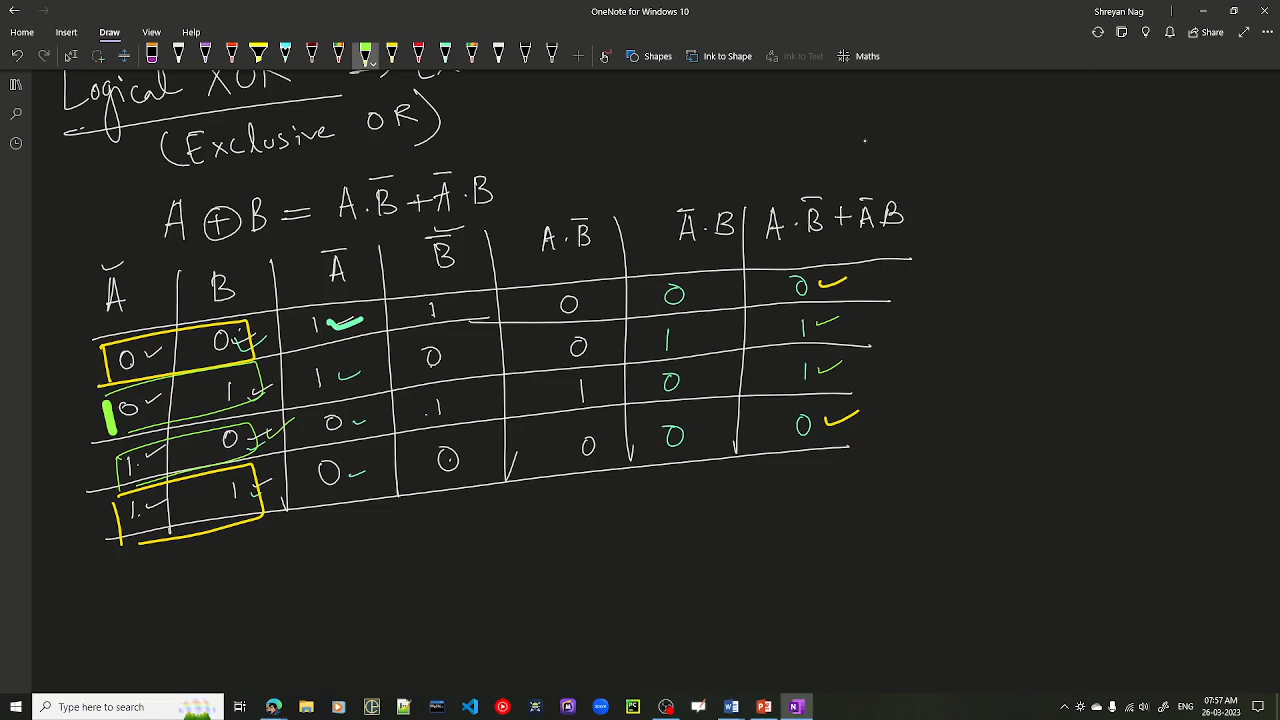 OneNote for Windows 10
Shreyan Nag
Home Insert Draw View Help
Share
Shapes Ink to Shape Ink to Text Maths
Logical XOR
(Exclusive OR)
A ⊕ B = A.B̅ + A̅.B
A B A̅ B̅ A.B̅ A̅.B A.B̅ + A̅.B
0 0 1 1 0 0 0
0 1 1 0 0 1 1
1 0 0 1 1 0 1
1 1 0 0 0 0 0
Type here to search
ENG
07:57 AM
26-03-2023